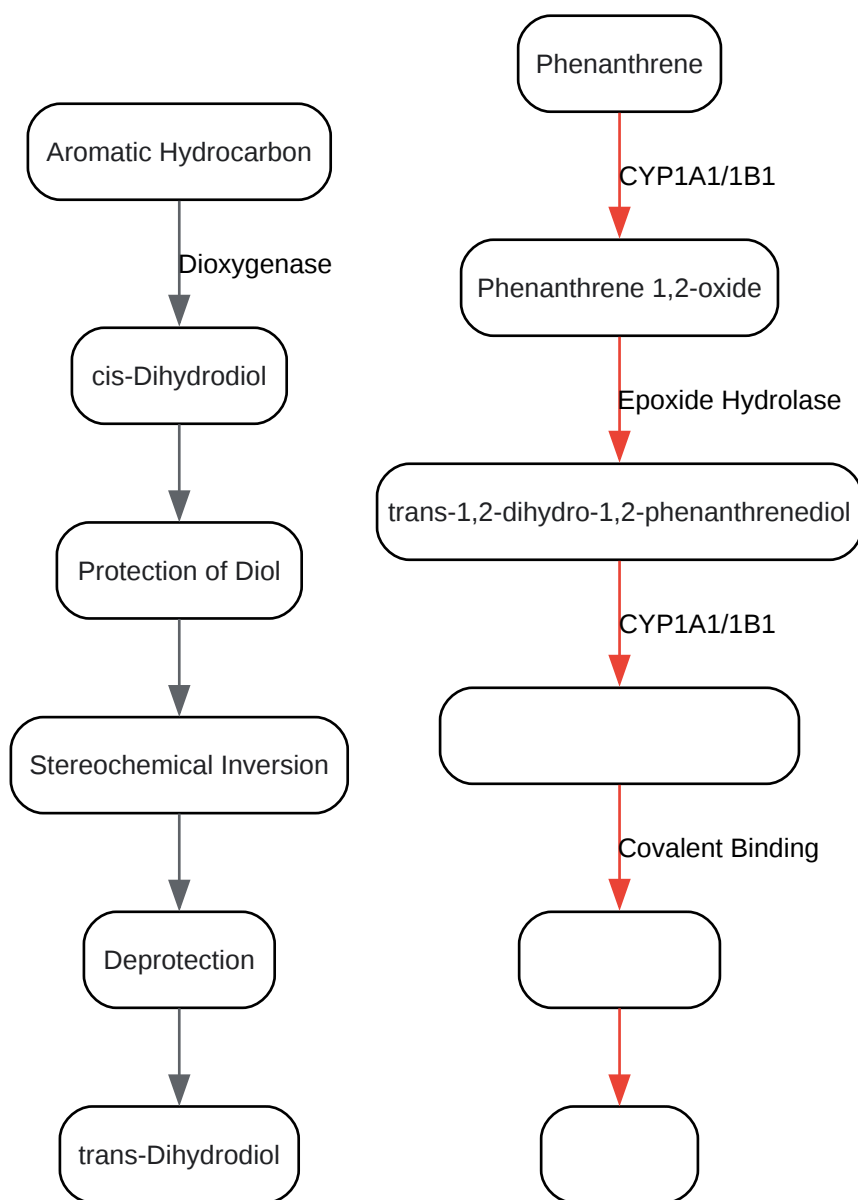 Aromatic Hydrocarbon
Dioxygenase
cis-Dihydrodiol
Protection of Diol
Stereochemical Inversion
Deprotection
trans-Dihydrodiol
Phenanthrene
CYP1A1/1B1
Phenanthrene 1,2-oxide
Epoxide Hydrolase
trans-1,2-dihydro-1,2-phenanthrenediol
CYP1A1/1B1
Covalent Binding